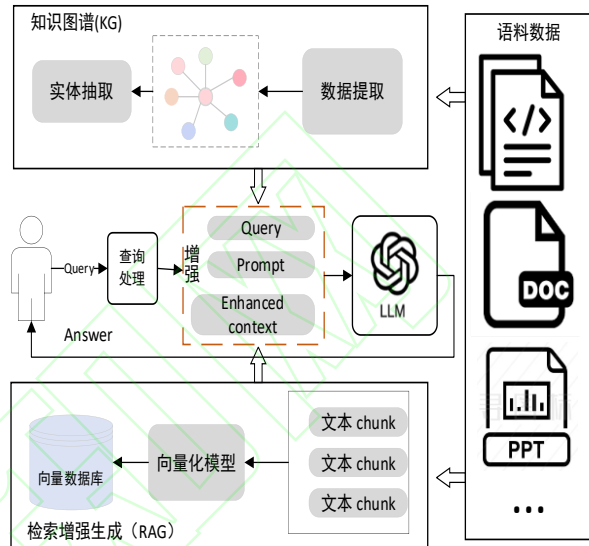 知识图谱(KG)
实体抽取
数据提取
语料数据
</>
DOC
PPT
...
Query
查询
处理
增
强
Query
Prompt
Enhanced
context
LLM
Answer
向量数据库
向量化模型
文本 chunk
文本 chunk
文本 chunk
检索增强生成（RAG）